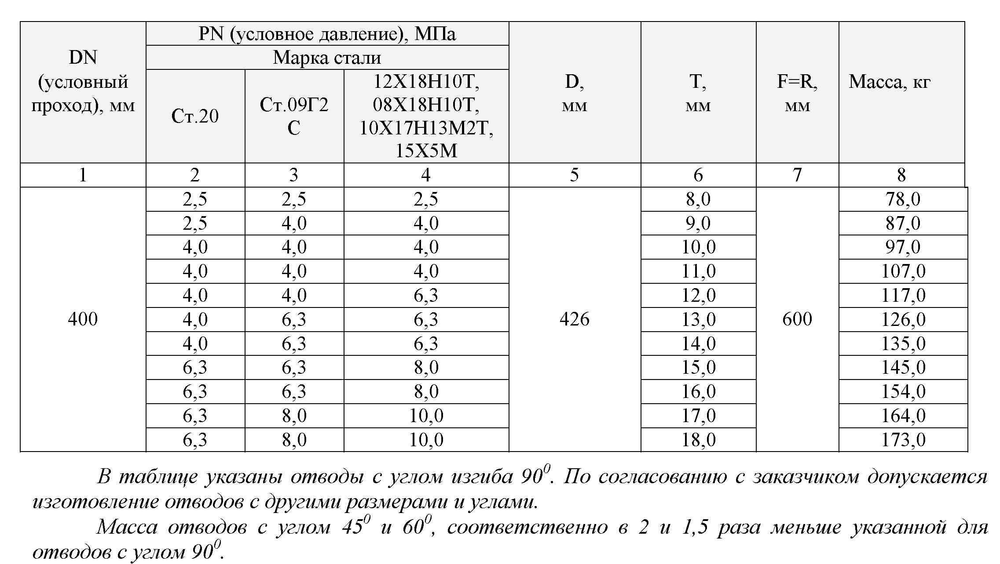 DN (условный проход), мм | PN (условное давление), МПа | D, мм | T, мм | F=R, мм | Масса, кг
Марка стали
Ст.20 | Ст.09Г2С | 12Х18Н10Т, 08Х18Н10Т, 10Х17Н13М2Т, 15Х5М
1 | 2 | 3 | 4 | 5 | 6 | 7 | 8
400 | 2,5 | 2,5 | 2,5 | 426 | 8,0 | 600 | 78,0
2,5 | 4,0 | 4,0 | 9,0 | 87,0
4,0 | 4,0 | 4,0 | 10,0 | 97,0
4,0 | 4,0 | 4,0 | 11,0 | 107,0
4,0 | 4,0 | 6,3 | 12,0 | 117,0
4,0 | 6,3 | 6,3 | 13,0 | 126,0
4,0 | 6,3 | 6,3 | 14,0 | 135,0
6,3 | 6,3 | 8,0 | 15,0 | 145,0
6,3 | 6,3 | 8,0 | 16,0 | 154,0
6,3 | 8,0 | 10,0 | 17,0 | 164,0
6,3 | 8,0 | 10,0 | 18,0 | 173,0
В таблице указаны отводы с углом изгиба 90⁰. По согласованию с заказчиком допускается
изготовление отводов с другими размерами и углами.
Масса отводов с углом 45⁰ и 60⁰, соответственно в 2 и 1,5 раза меньше указанной для
отводов с углом 90⁰.